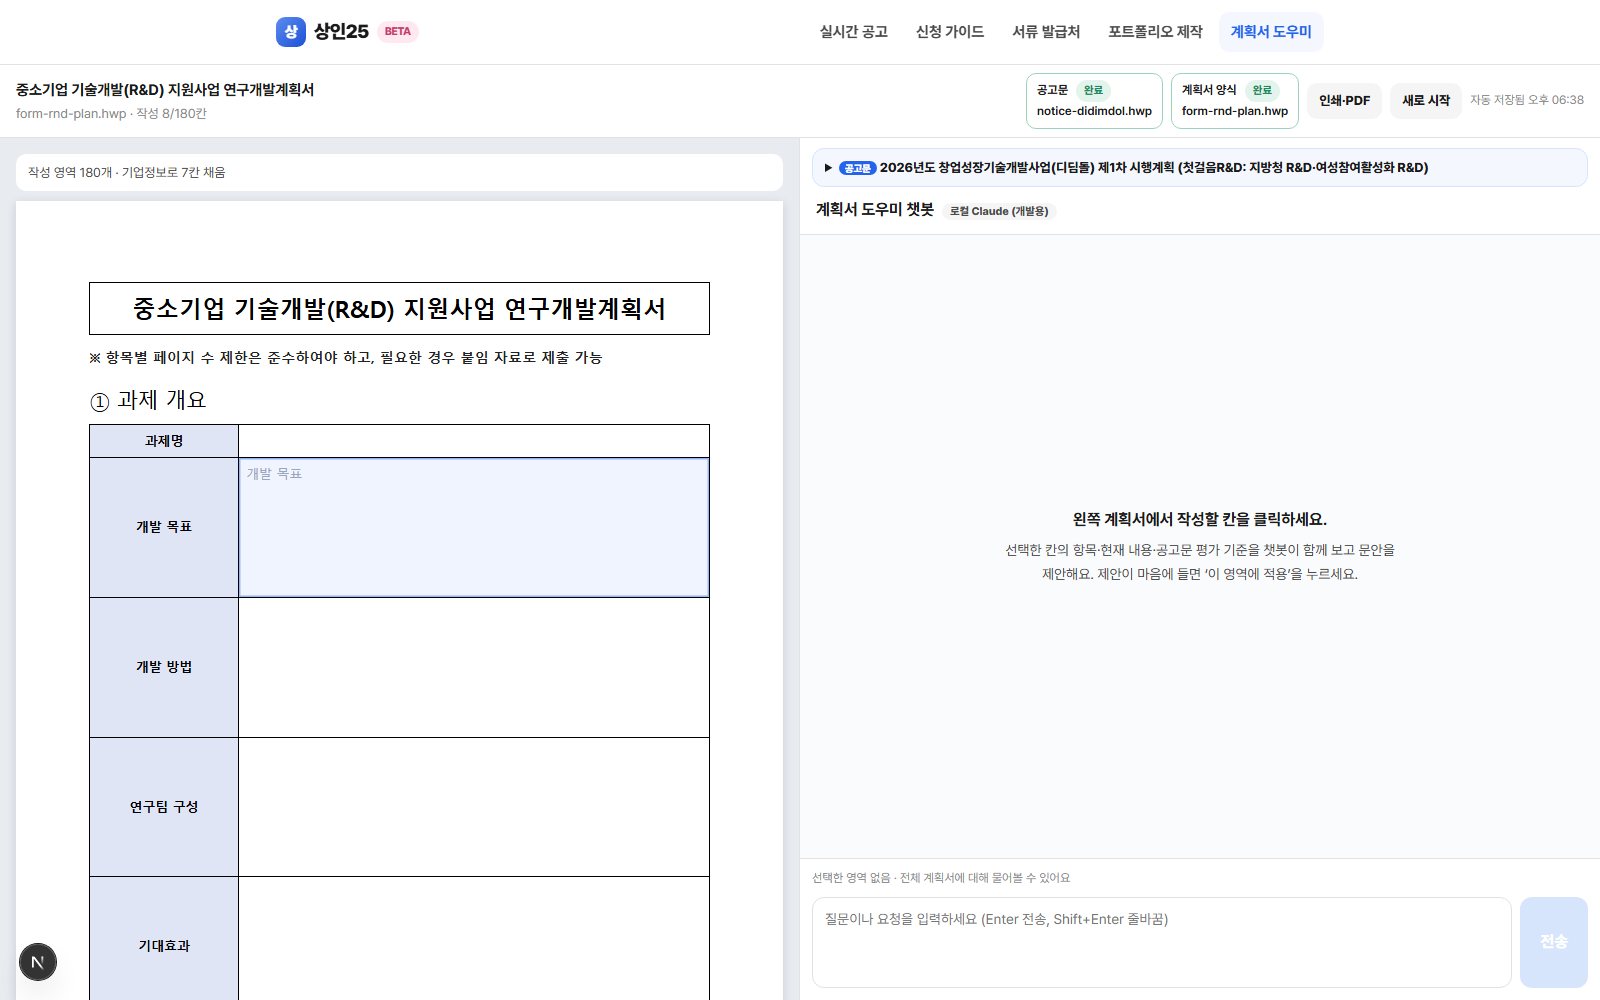 상 상인25 BETA
실시간 공고 신청 가이드 서류 발급처 포트폴리오 제작 계획서 도우미
중소기업 기술개발(R&D) 지원사업 연구개발계획서
form-rnd-plan.hwp · 작성 8/180칸
공고문 완료
notice-didimdol.hwp
계획서 양식 완료
form-rnd-plan.hwp
인쇄·PDF
새로 시작
자동 저장됨 오후 06:38
작성 영역 180개 · 기업정보로 7칸 채움
중소기업 기술개발(R&D) 지원사업 연구개발계획서
※ 항목별 페이지 수 제한은 준수하여야 하고, 필요한 경우 붙임 자료로 제출 가능
① 과제 개요
과제명
개발 목표
개발 목표
개발 방법
연구팀 구성
기대효과
N
▶ 공고문 2026년도 창업성장기술개발사업(디딤돌) 제1차 시행계획 (첫걸음R&D: 지방청 R&D·여성참여활성화 R&D)
계획서 도우미 챗봇 로컬 Claude (개발용)
왼쪽 계획서에서 작성할 칸을 클릭하세요.
선택한 칸의 항목·현재 내용·공고문 평가 기준을 챗봇이 함께 보고 문안을
제안해요. 제안이 마음에 들면 ‘이 영역에 적용’을 누르세요.
선택한 영역 없음 · 전체 계획서에 대해 물어볼 수 있어요
질문이나 요청을 입력하세요 (Enter 전송, Shift+Enter 줄바꿈)
전송